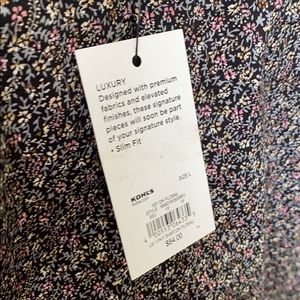 LUXURY
Designed with premium
fabrics and elevated
finishes, these signature
pieces will soon be part
of your signature style.
• Slim Fit
KOHL'S
SIZE L
$54.00